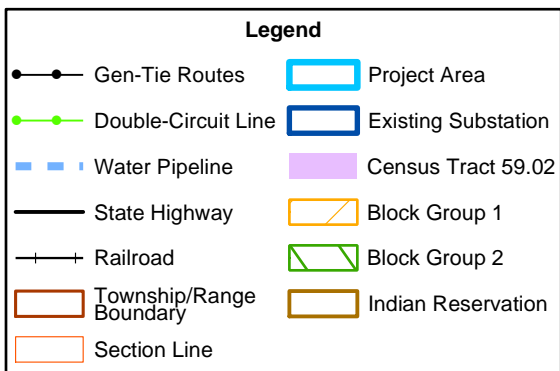 Legend
Gen-Tie Routes
Double-Circuit Line
Water Pipeline
State Highway
Railroad
Township/Range
Boundary
Section Line
Project Area
Existing Substation
Census Tract 59.02
Block Group 1
Block Group 2
Indian Reservation